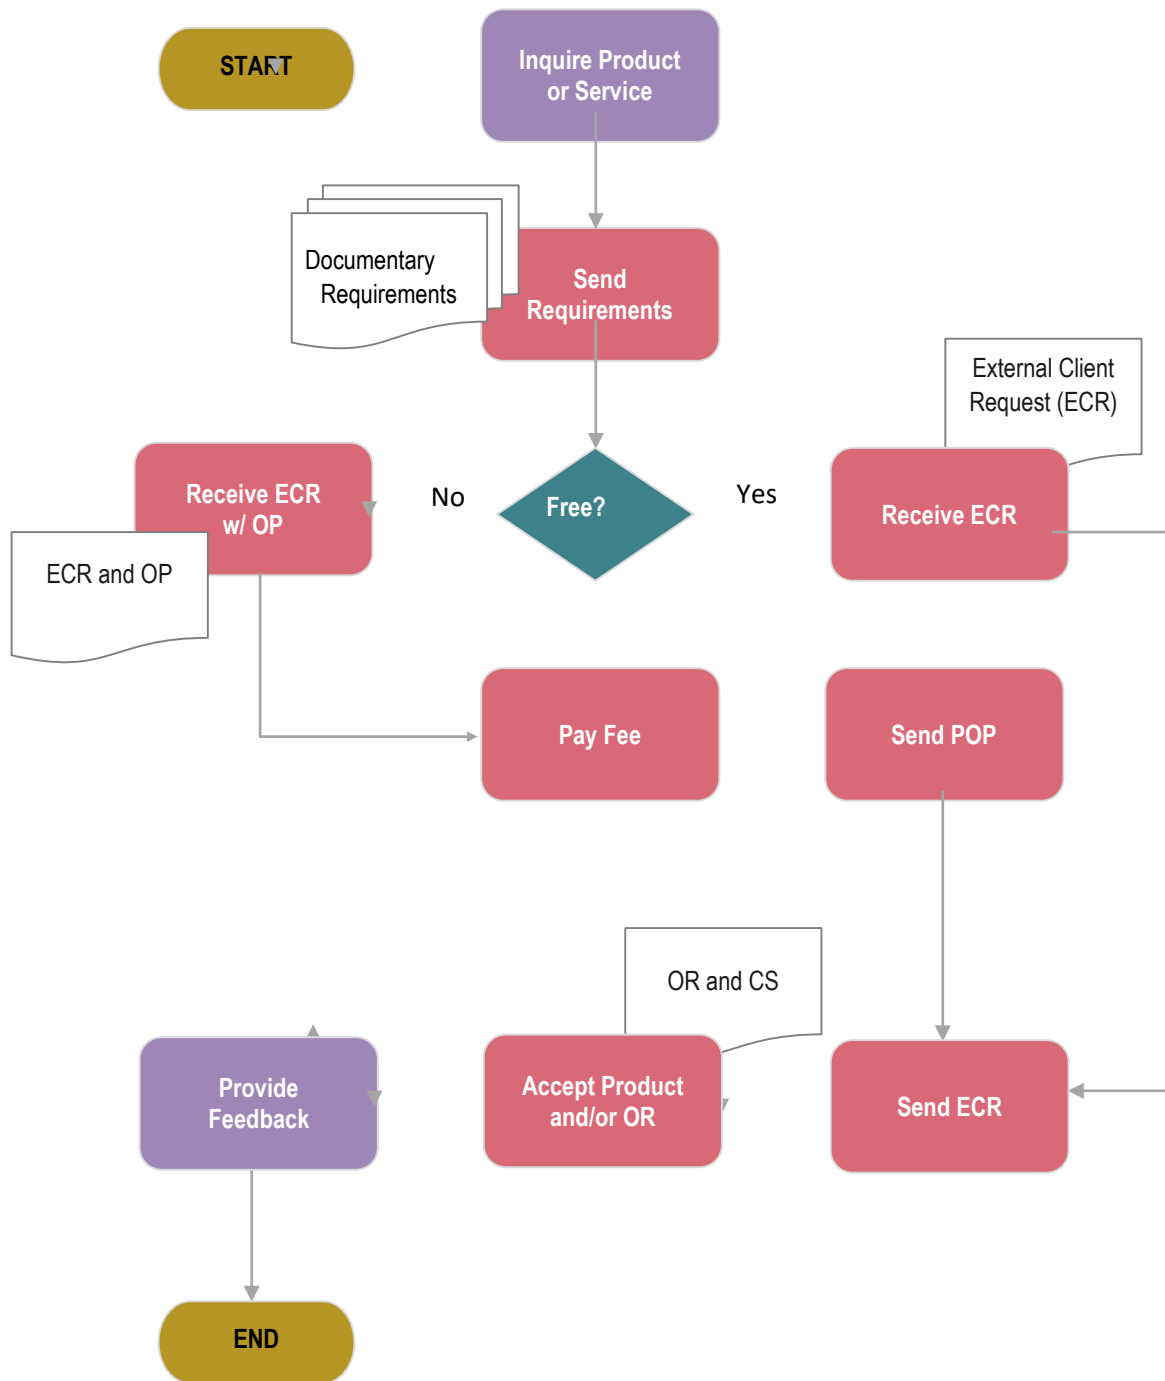 START
Inquire Product
or Service
Documentary
Requirements
Send
Requirements
External Client
Request (ECR)
Receive ECR
w/ OP
No
Free?
Yes
Receive ECR
ECR and OP
Pay Fee
Send POP
OR and CS
Provide
Feedback
Accept Product
and/or OR
Send ECR
END